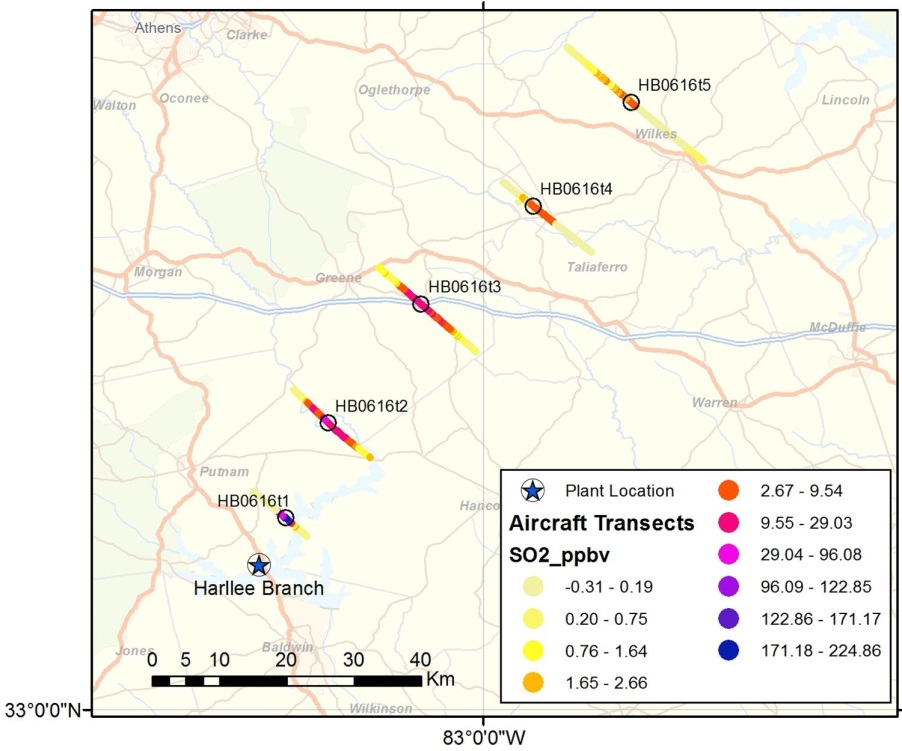 Athens
Clarke
HB0616t5
Oglethorpe
Walton
Oconee
Lincoln
Wilkes
HB0616t4
Taliaferro
Morgan
Greene
HB0616t3
McDuffie
HB0616t2
Warren
Putnam
HB0616t1
Hanco
Harllee Branch
Jones
Baldwin
0 5 10 20 30 40
Km
Wilkinson
33°0'0"N
83°0'0"W
Plant Location
Aircraft Transects
SO2_ppbv
-0.31 - 0.19
0.20 - 0.75
0.76 - 1.64
1.65 - 2.66
2.67 - 9.54
9.55 - 29.03
29.04 - 96.08
96.09 - 122.85
122.86 - 171.17
171.18 - 224.86